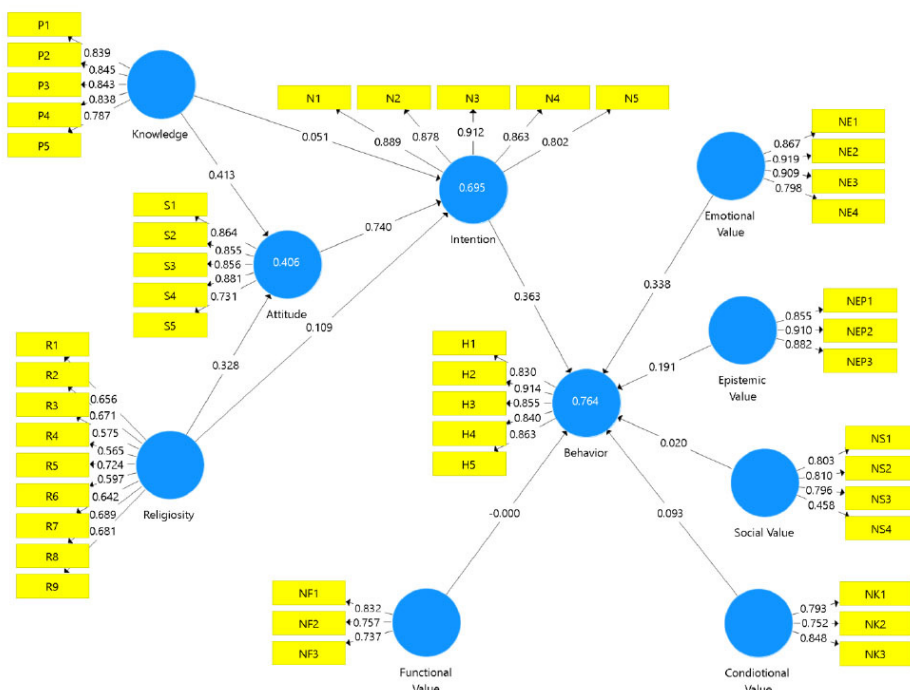 P1
P2
P3
P4
P5
0.839
0.845
0.843
0.838
0.787
Knowledge
0.051
0.413
N1
N2
N3
N4
N5
0.889
0.878
0.912
0.863
0.802
0.695
Intention
S1
S2
S3
S4
S5
0.864
0.855
0.856
0.881
0.731
0.406
Attitude
0.740
0.109
0.328
0.363
R1
R2
R3
R4
R5
R6
R7
R8
R9
0.656
0.671
0.575
0.565
0.724
0.597
0.642
0.689
0.681
Religiosity
H1
H2
H3
H4
H5
0.830
0.914
0.855
0.840
0.863
0.764
Behavior
NE1
NE2
NE3
NE4
0.867
0.919
0.909
0.798
Emotional
Value
0.338
NEP1
NEP2
NEP3
0.855
0.910
0.882
Epistemic
Value
0.191
NS1
NS2
NS3
NS4
0.803
0.810
0.796
0.458
Social Value
0.020
-0.000
0.093
NF1
NF2
NF3
0.832
0.757
0.737
Functional
Value
NK1
NK2
NK3
0.793
0.752
0.848
Condiotional
Value